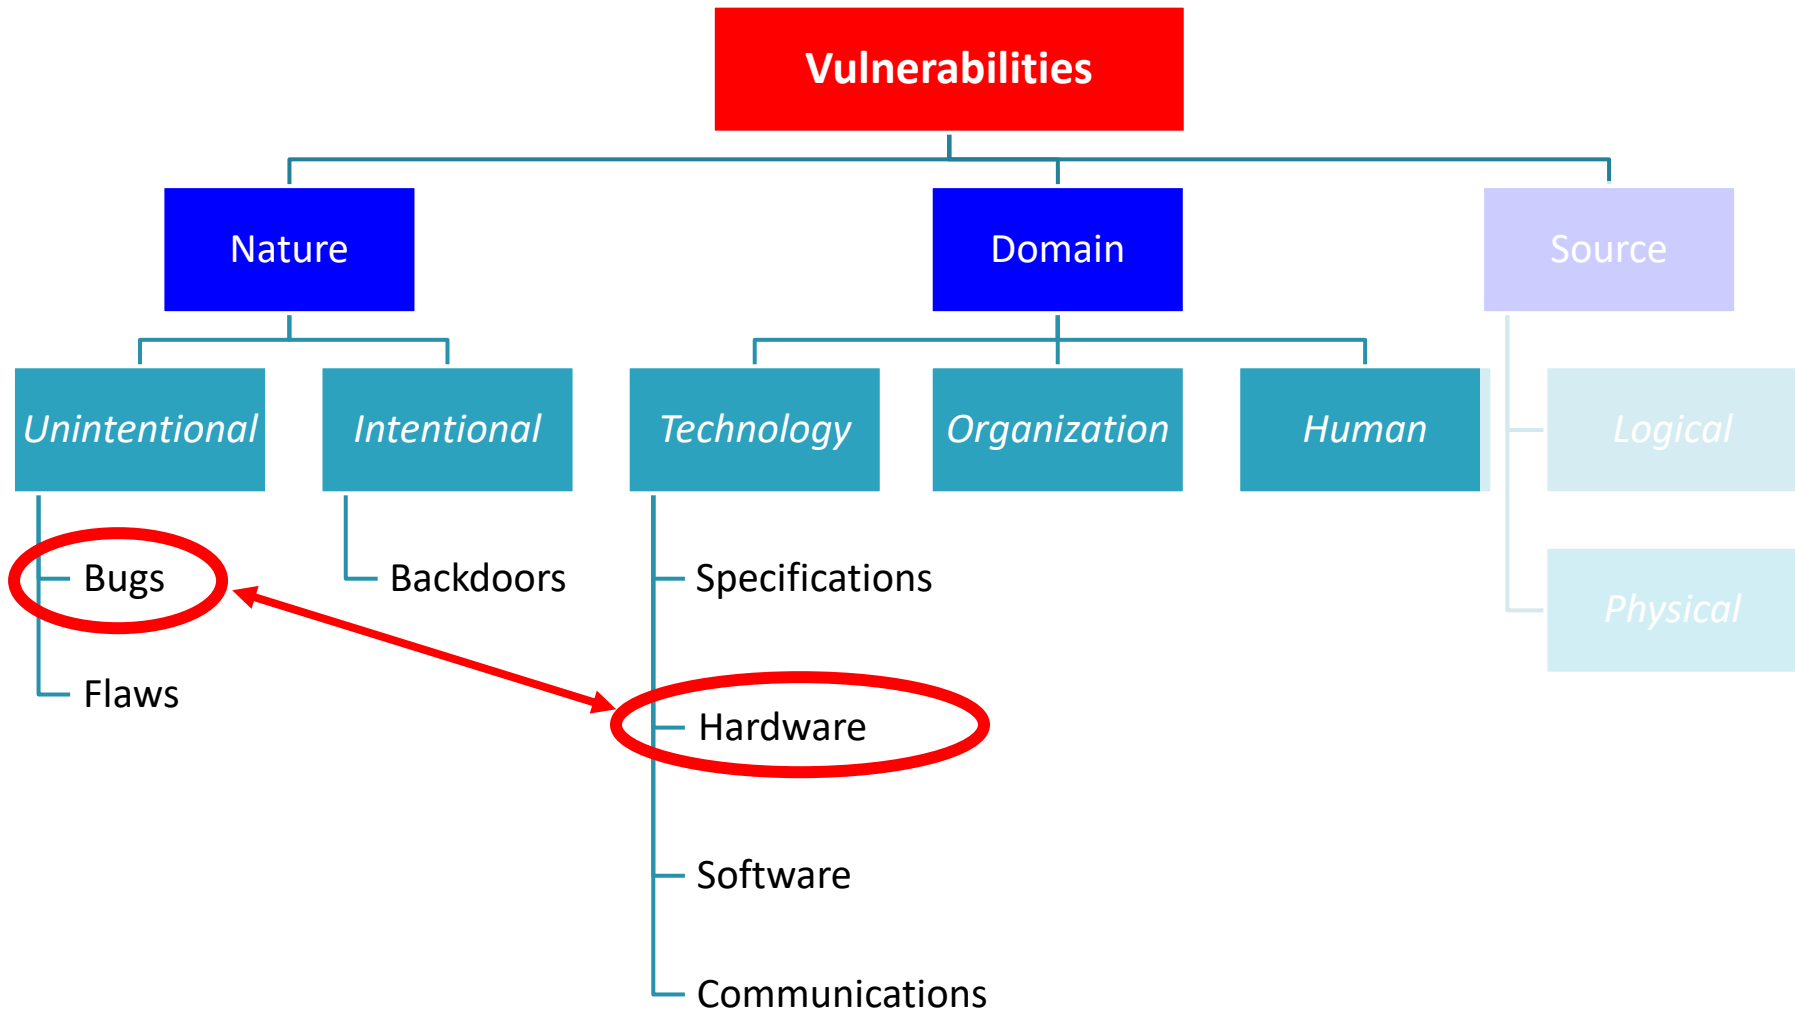 Vulnerabilities
Nature
Domain
Source
Unintentional
Intentional
Technology
Organization
Human
Logical
Bugs
Backdoors
Specifications
Physical
Flaws
Hardware
Software
Communications